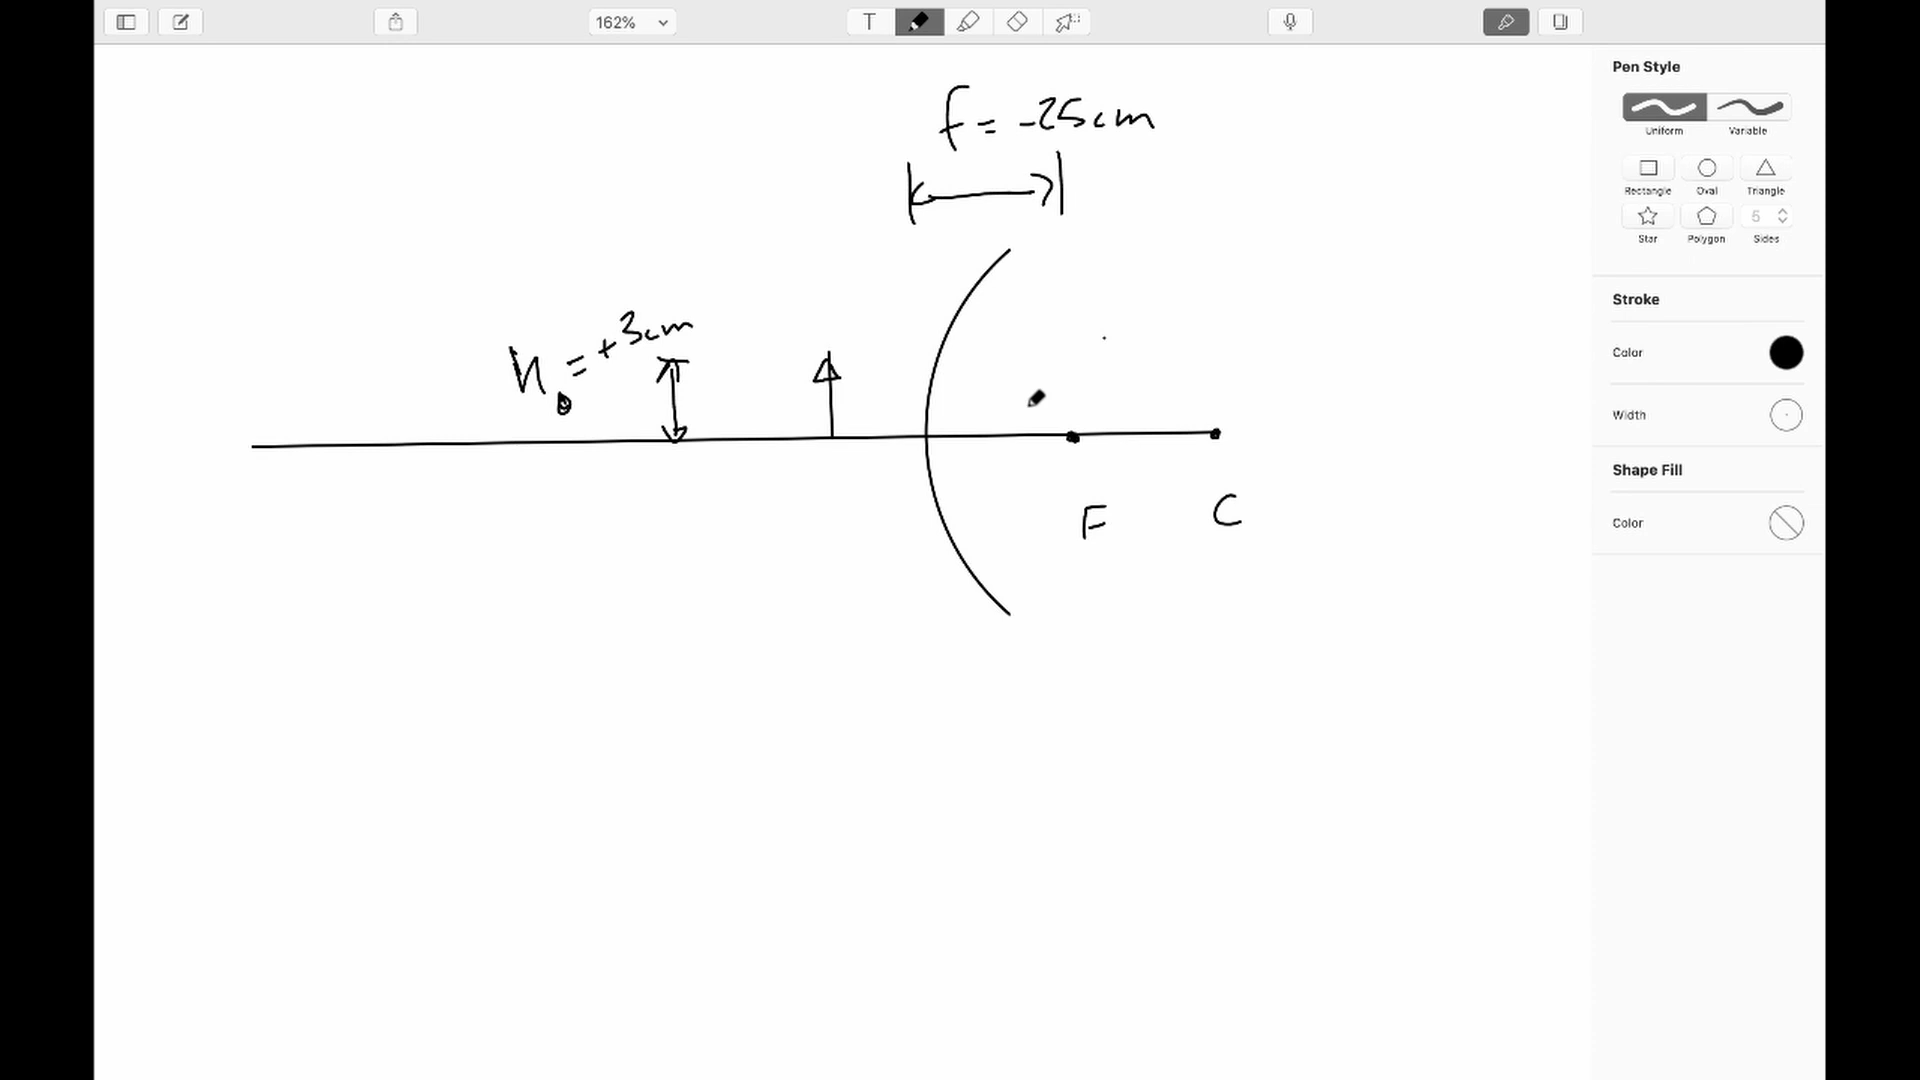 162%
T
Pen Style
Uniform Variable
Rectangle Oval Triangle
5
Star Polygon Sides
Stroke
Color
Width
Shape Fill
Color
f = -25cm
h₀ = +3cm
F C